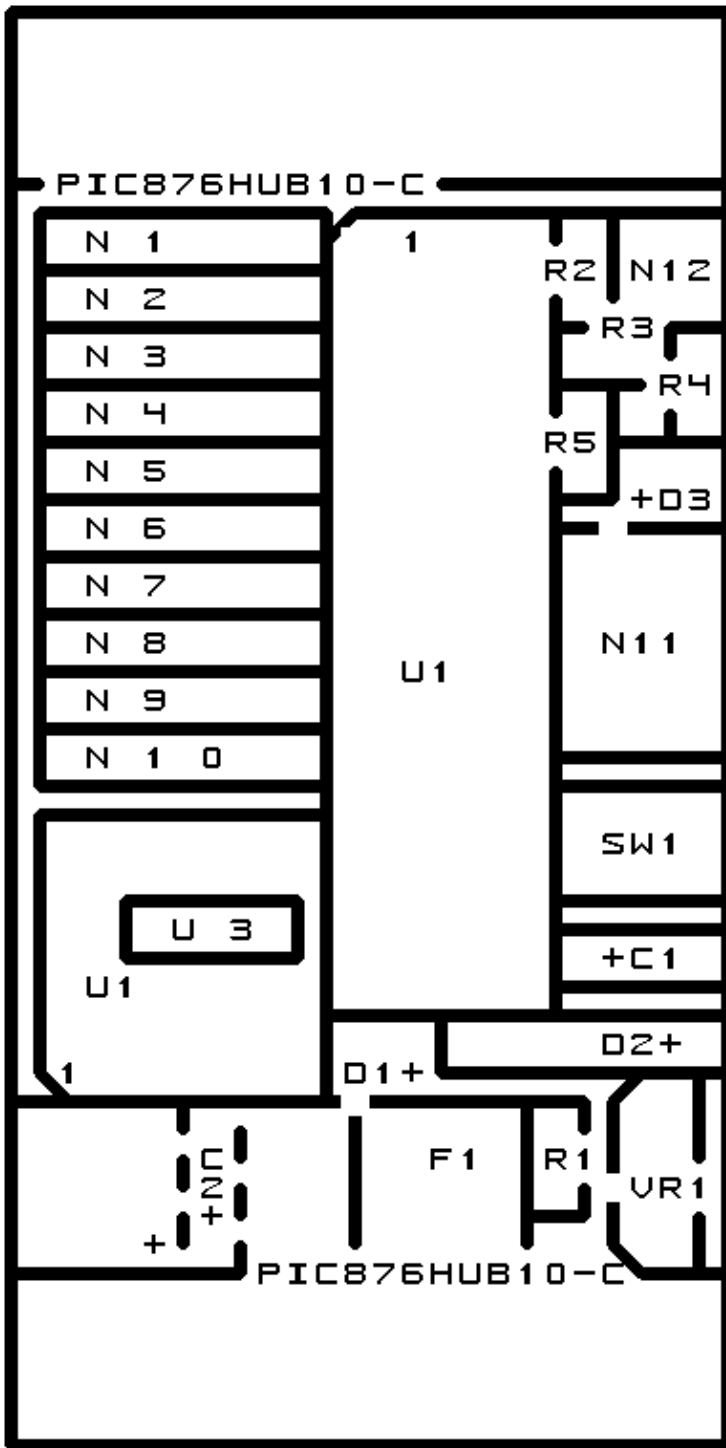 PIC876HUB10-C
N 1
1
R2
N12
N 2
R3
N 3
R4
N 4
R5
N 5
+D3
N 6
N 7
N 8
N11
U1
N 9
N 1 0
SW1
U 3
+C1
U1
D2+
1
D1+
C2+
F1
R1
VR1
+
PIC876HUB10-C